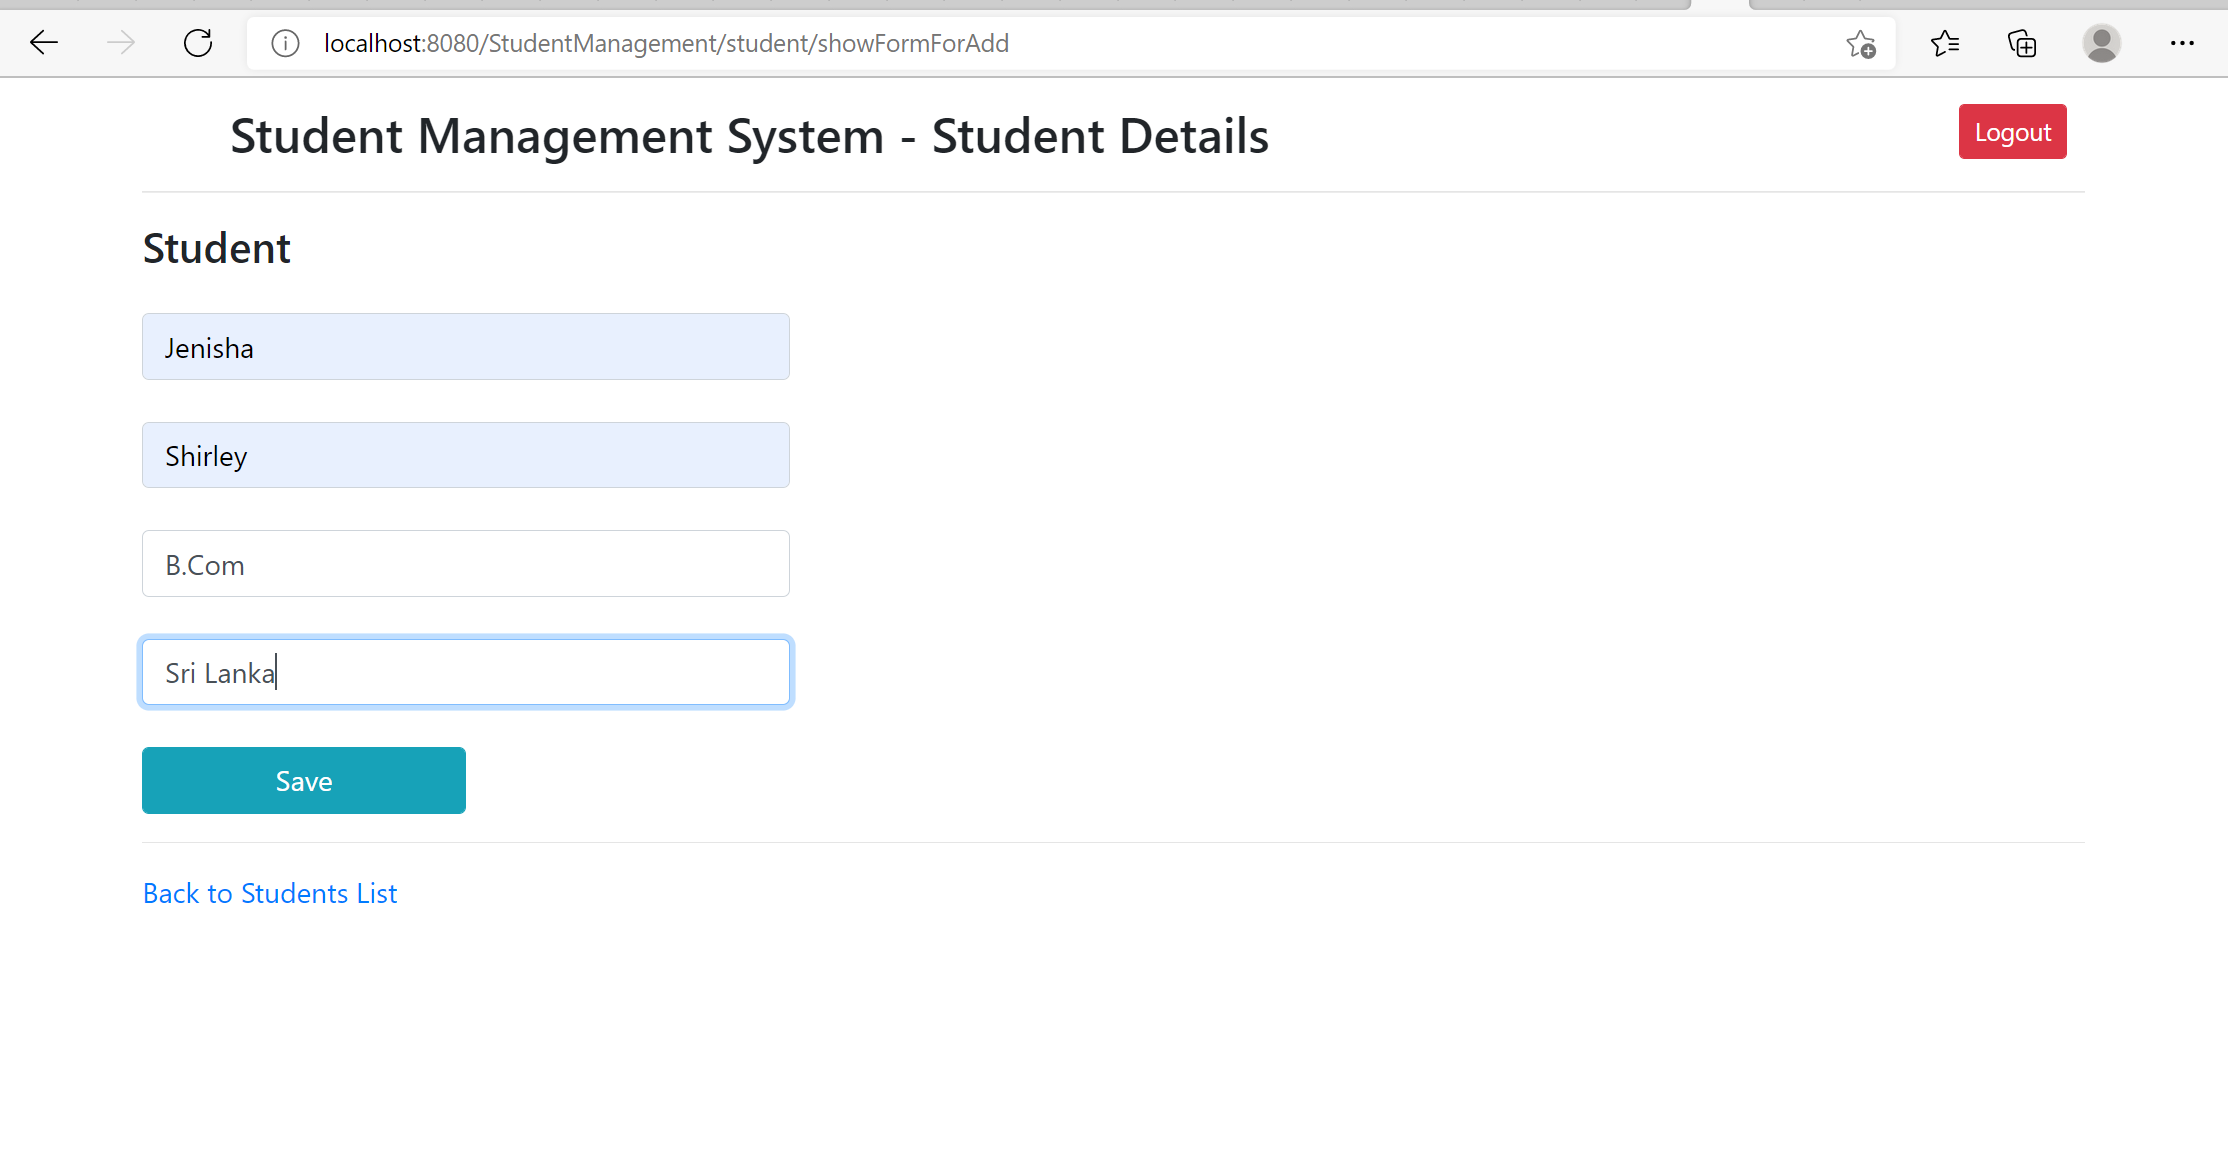 localhost:8080/StudentManagement/student/showFormForAdd
Student Management System - Student Details
Logout
Student
Jenisha
Shirley
B.Com
Sri Lanka
Save
Back to Students List